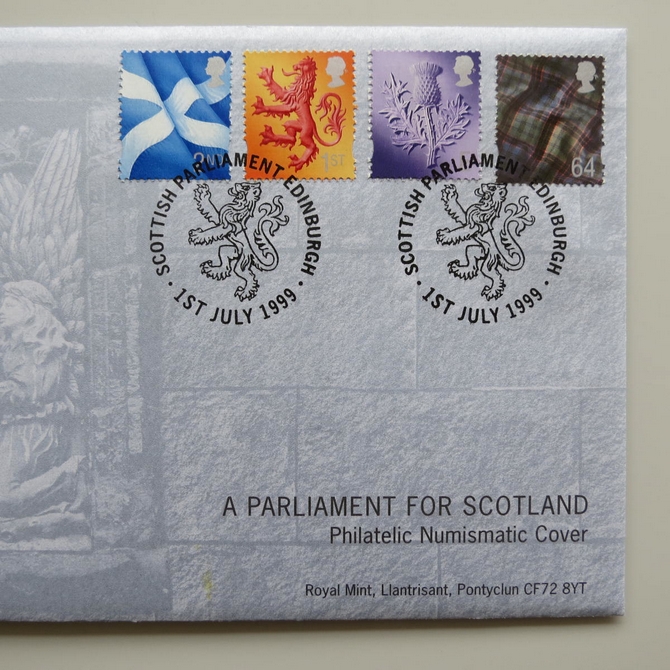 1ST
64
SCOTTISH PARLIAMENT EDINBURGH
· 1ST JULY 1999 ·
SCOTTISH PARLIAMENT EDINBURGH
· 1ST JULY 1999 ·
A PARLIAMENT FOR SCOTLAND
Philatelic Numismatic Cover
Royal Mint, Llantrisant, Pontyclun CF72 8YT